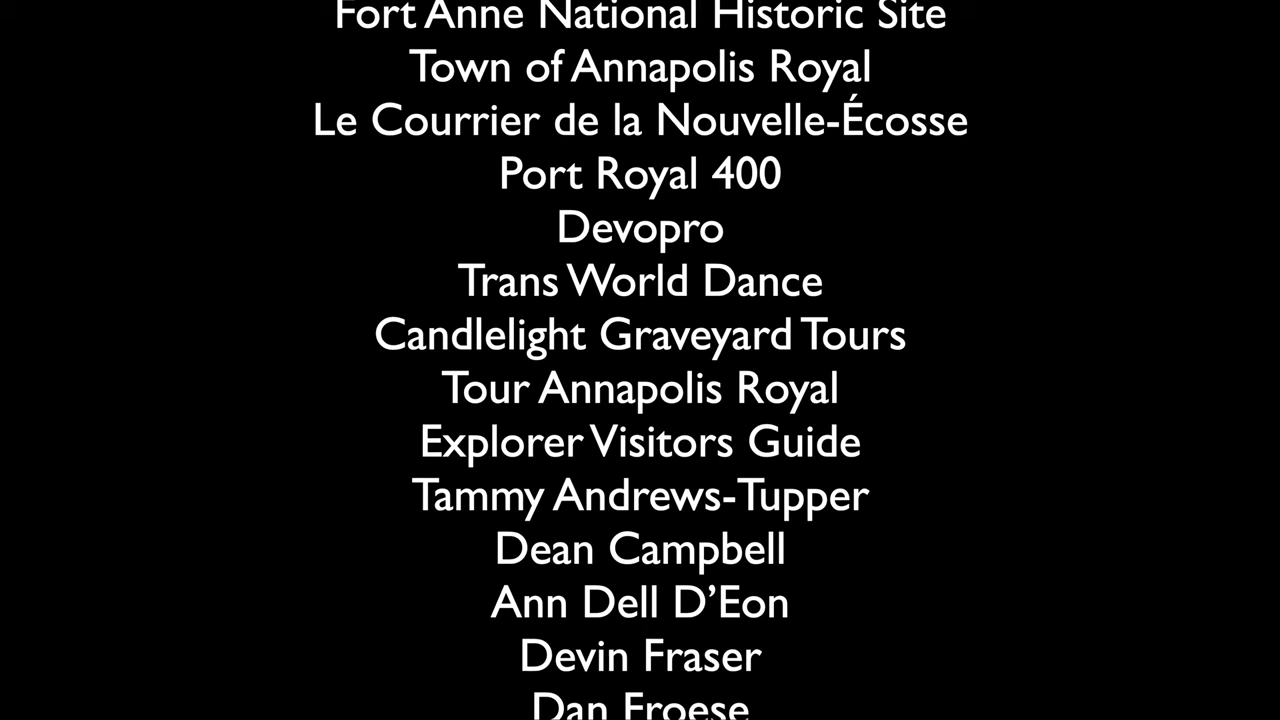 Fort Anne National Historic Site
Town of Annapolis Royal
Le Courrier de la Nouvelle-Écosse
Port Royal 400
Devopro
Trans World Dance
Candlelight Graveyard Tours
Tour Annapolis Royal
Explorer Visitors Guide
Tammy Andrews-Tupper
Dean Campbell
Ann Dell D’Eon
Devin Fraser
Dan Froese